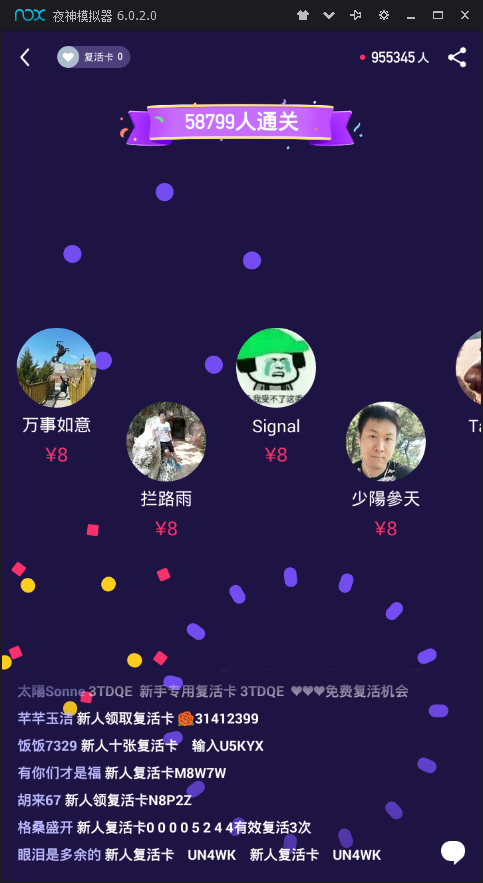 nox 夜神模拟器 6.0.2.0
复活卡 0
955345 人
58799人通关
我受不了这委
万事如意
¥8
Signal
¥8
Ta
拦路雨
¥8
少陽參天
¥8
太陽Sonne 3TDQE 新手专用复活卡 3TDQE ❤❤❤免费复活机会
芊芊玉洁 新人领取复活卡 🌹31412399
饭饭7329 新人十张复活卡 输入U5KYX
有你们才是福 新人复活卡M8W7W
胡来67 新人领复活卡N8P2Z
格桑盛开 新人复活卡0 0 0 0 5 2 4 4有效复活3次
眼泪是多余的 新人复活卡 UN4WK 新人复活卡 UN4WK